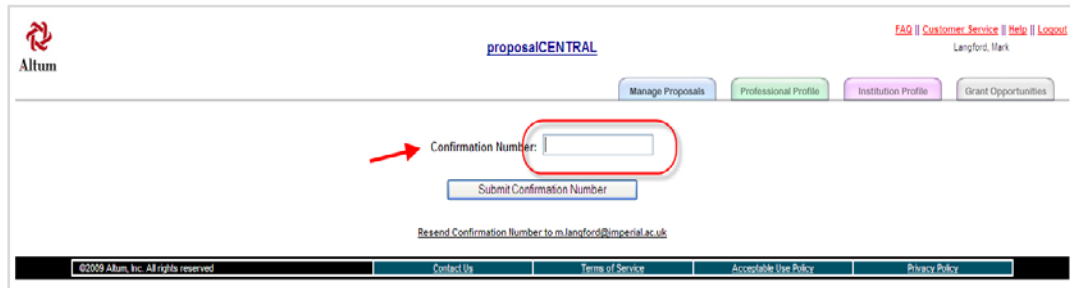 Altum
proposalCENTRAL
FAQ || Customer Service || Help || Logout
Langford, Mark
Manage Proposals Professional Profile Institution Profile Grant Opportunities
Confirmation Number:
Submit Confirmation Number
Resend Confirmation Number to m.langford@imperial.ac.uk
©2009 Altum, Inc. All rights reserved Contact Us Terms of Service Acceptable Use Policy Privacy Policy